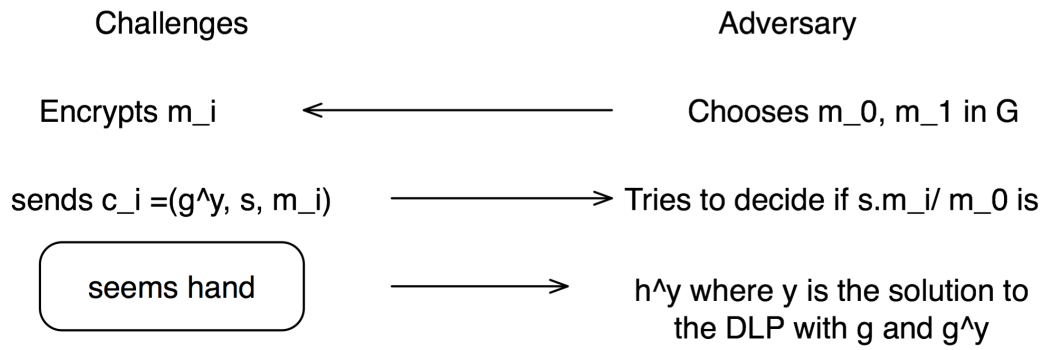 Challenges
Adversary
Encrypts m_i
Chooses m_0, m_1 in G
sends c_i =(g^y, s, m_i)
Tries to decide if s.m_i/ m_0 is
seems hand
h^y where y is the solution to
the DLP with g and g^y